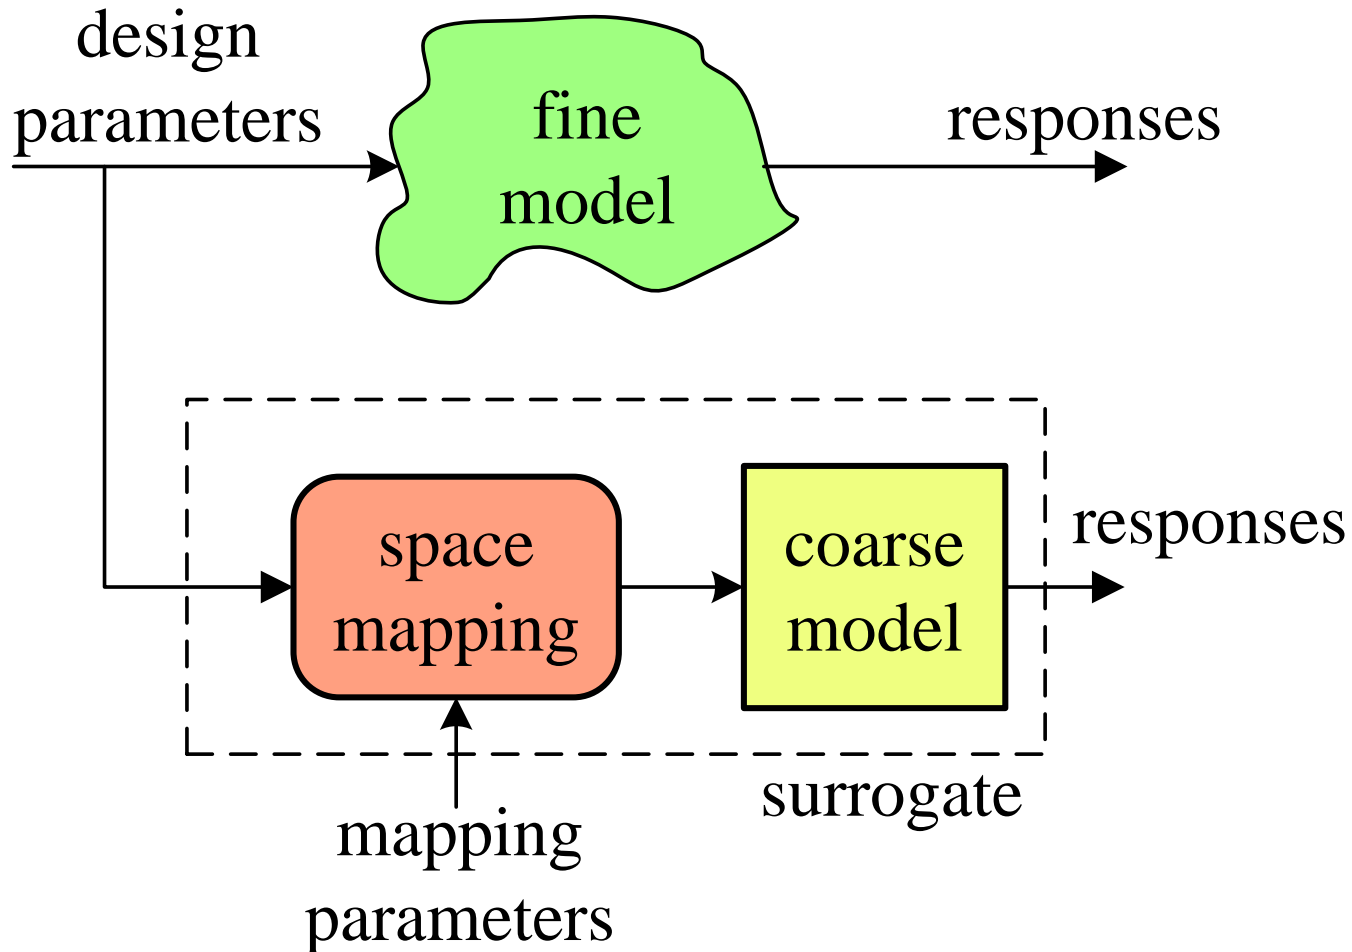 design
parameters
fine
model
responses
space
mapping
coarse
model
responses
surrogate
mapping
parameters